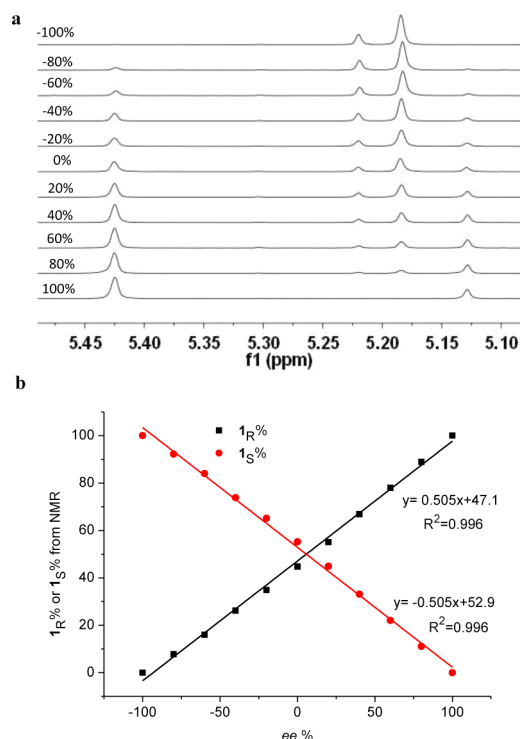 a
-100%
-80%
-60%
-40%
-20%
0%
20%
40%
60%
80%
100%
5.45 5.40 5.35 5.30 5.25 5.20 5.15 5.10
f1 (ppm)
b
1R%
1S%
100
80
60
40
20
0
1R% or 1S% from NMR
y= 0.505x+47.1
R²=0.996
y= -0.505x+52.9
R²=0.996
-100 -50 0 50 100
ee %